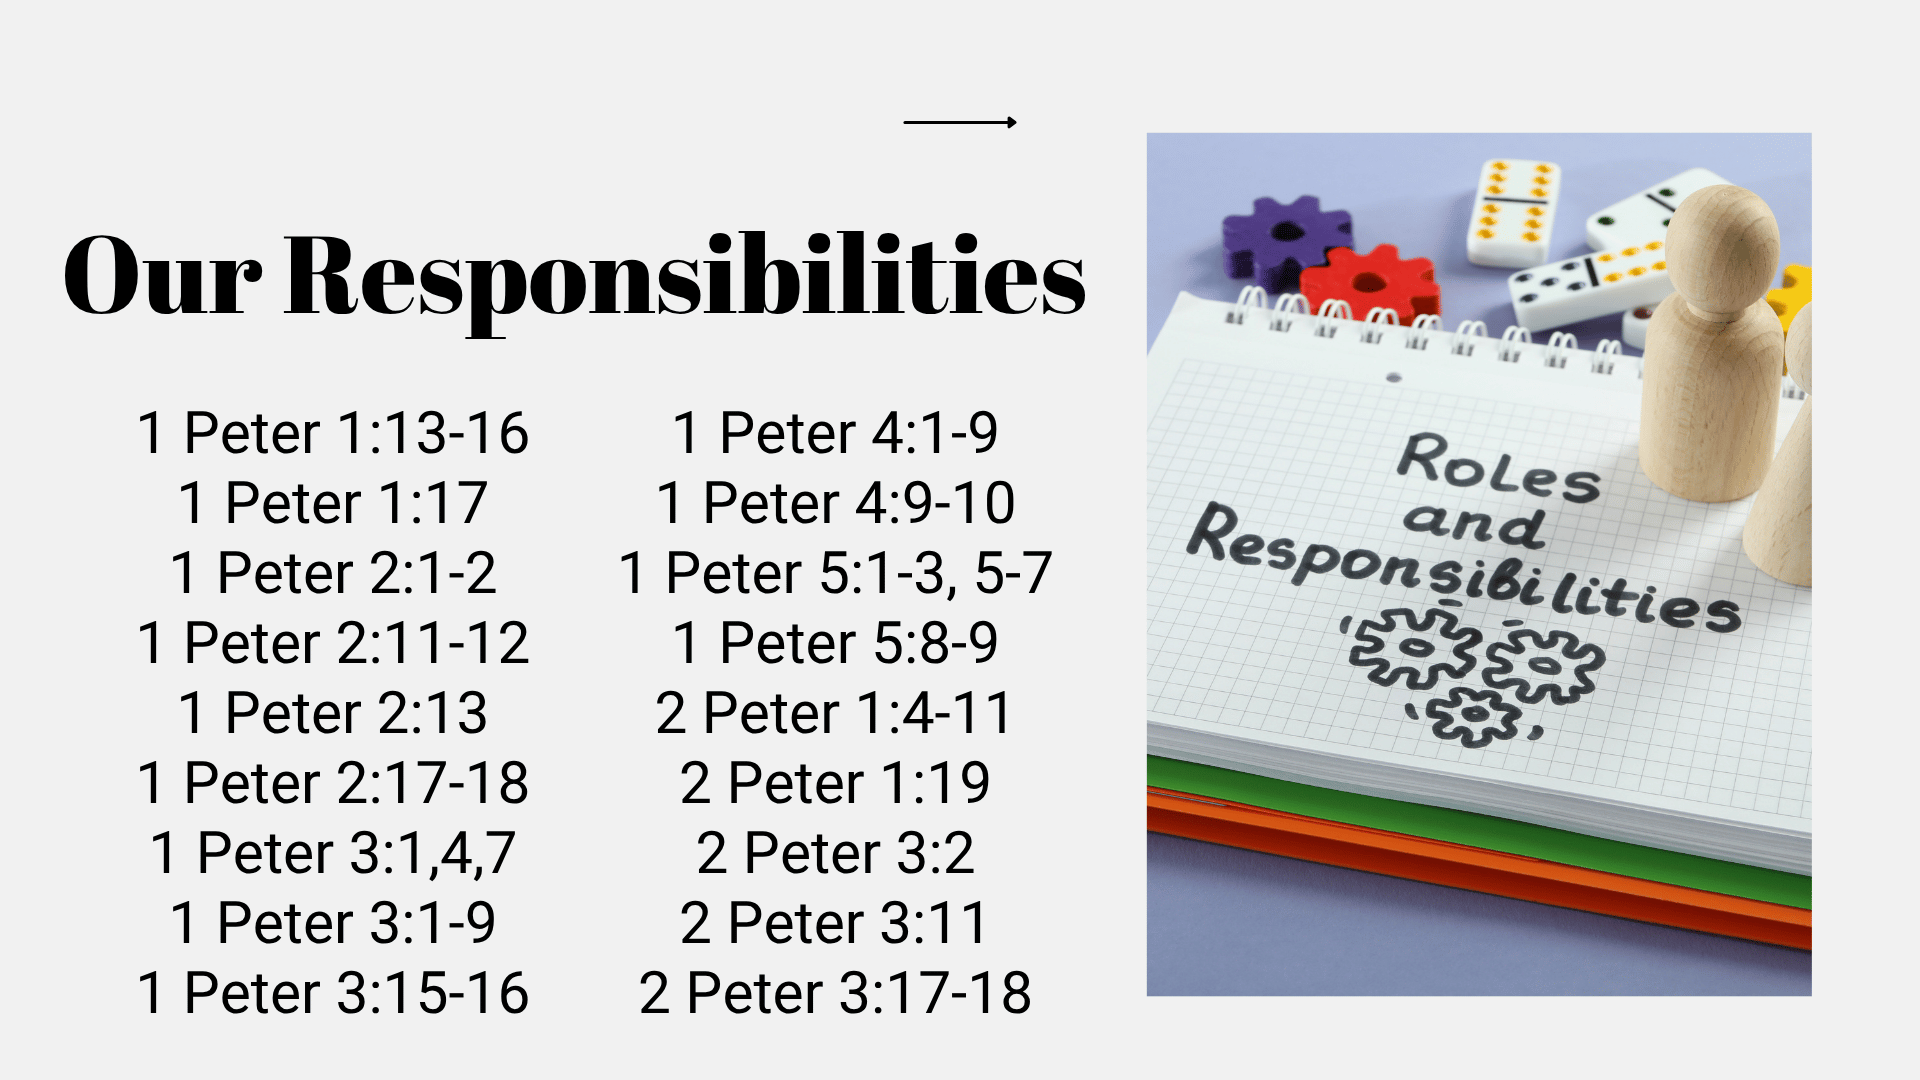 Our Responsibilities
1 Peter 1:13-16
1 Peter 1:17
1 Peter 2:1-2
1 Peter 2:11-12
1 Peter 2:13
1 Peter 2:17-18
1 Peter 3:1,4,7
1 Peter 3:1-9
1 Peter 3:15-16
1 Peter 4:1-9
1 Peter 4:9-10
1 Peter 5:1-3, 5-7
1 Peter 5:8-9
2 Peter 1:4-11
2 Peter 1:19
2 Peter 3:2
2 Peter 3:11
2 Peter 3:17-18
Roles
and
Responsibilities